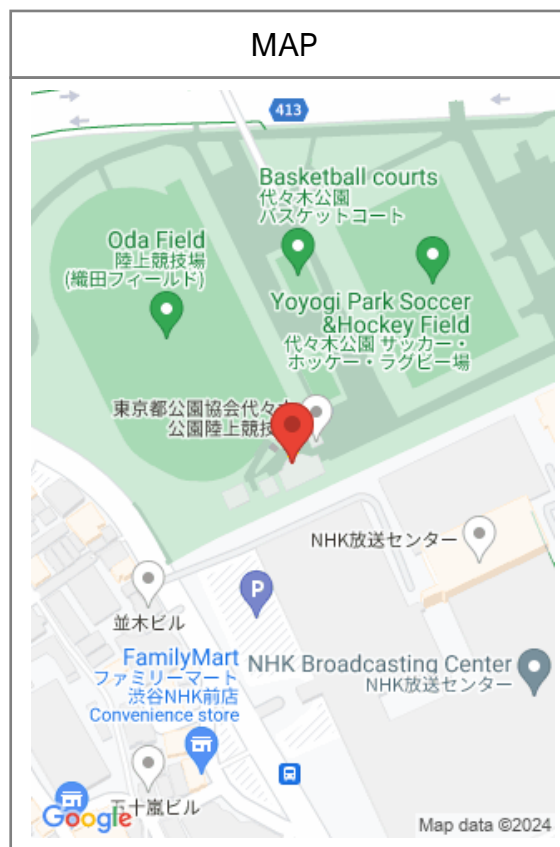 MAP
413
Basketball courts
代々木公園
バスケットコート
Oda Field
陸上競技場
(織田フィールド)
Yoyogi Park Soccer
&Hockey Field
代々木公園 サッカー・
ホッケー・ラグビー場
東京都公園協会代々木
公園陸上競技
NHK放送センター
P
並木ビル
FamilyMart
ファミリーマート
渋谷NHK前店
Convenience store
NHK Broadcasting Center
NHK放送センター
五十嵐ビル
Google
Map data ©2024